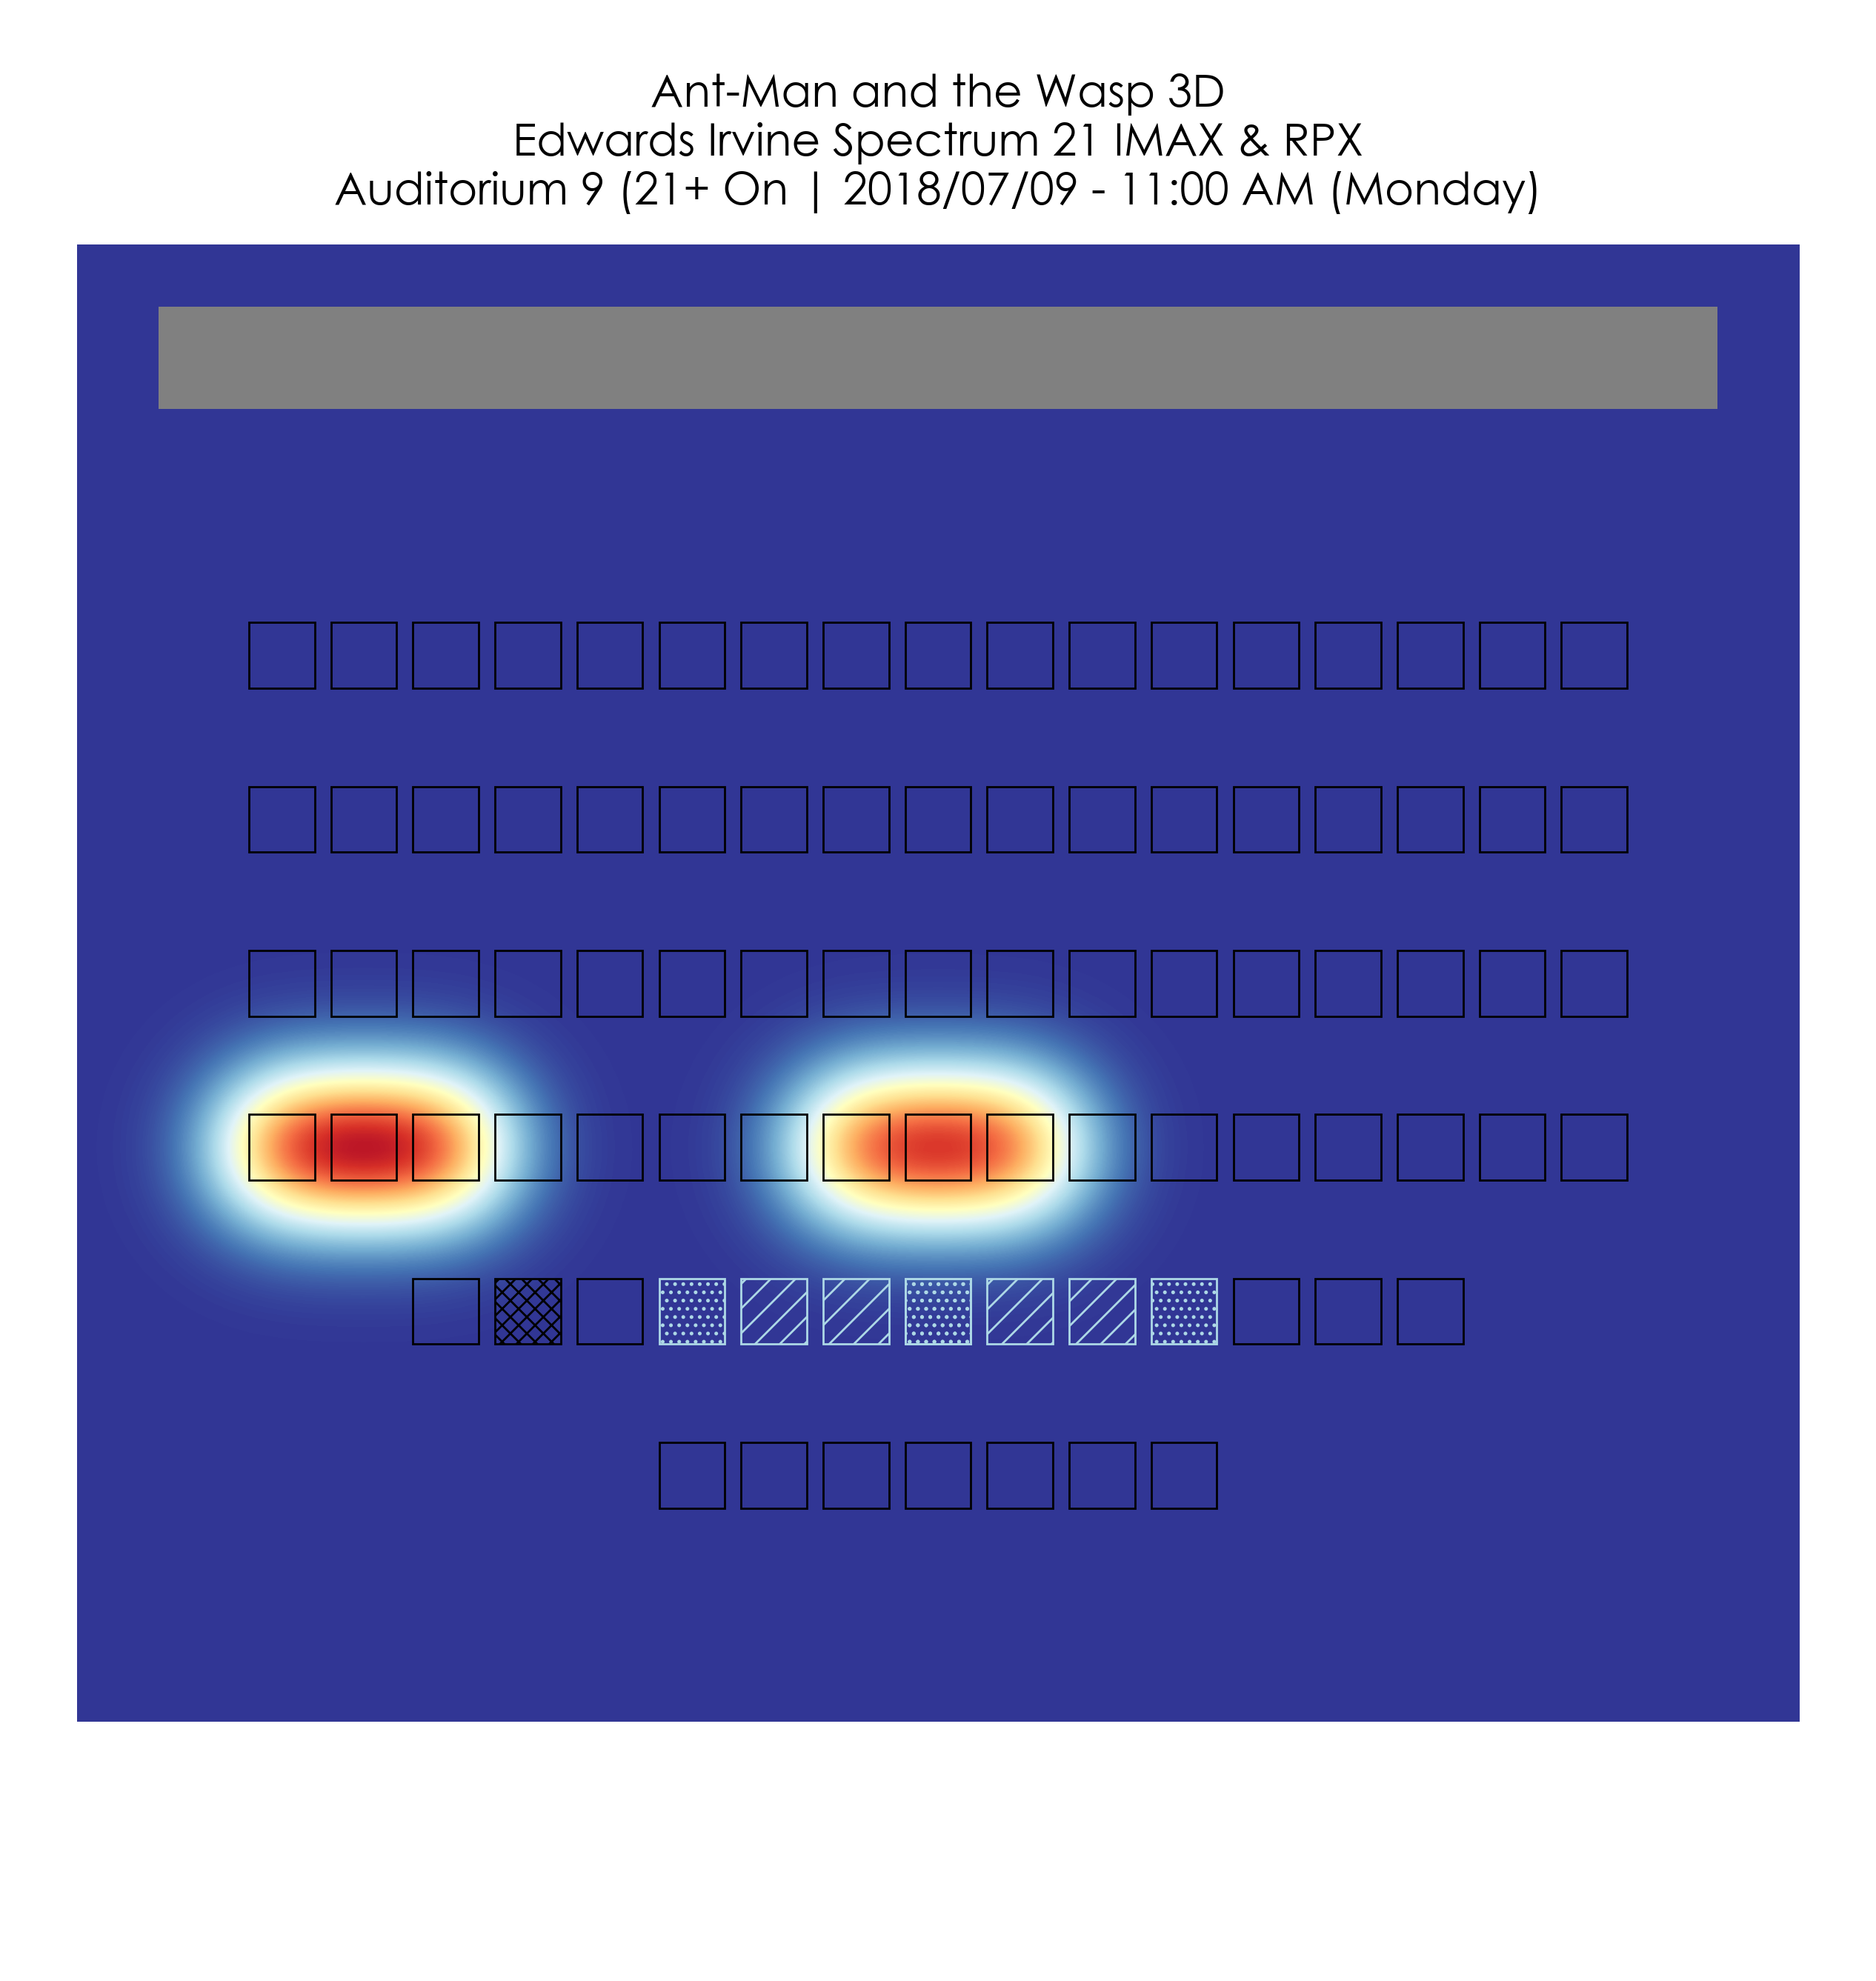 Ant-Man and the Wasp 3D
Edwards Irvine Spectrum 21 IMAX & RPX
Auditorium 9 (21+ On | 2018/07/09 - 11:00 AM (Monday)